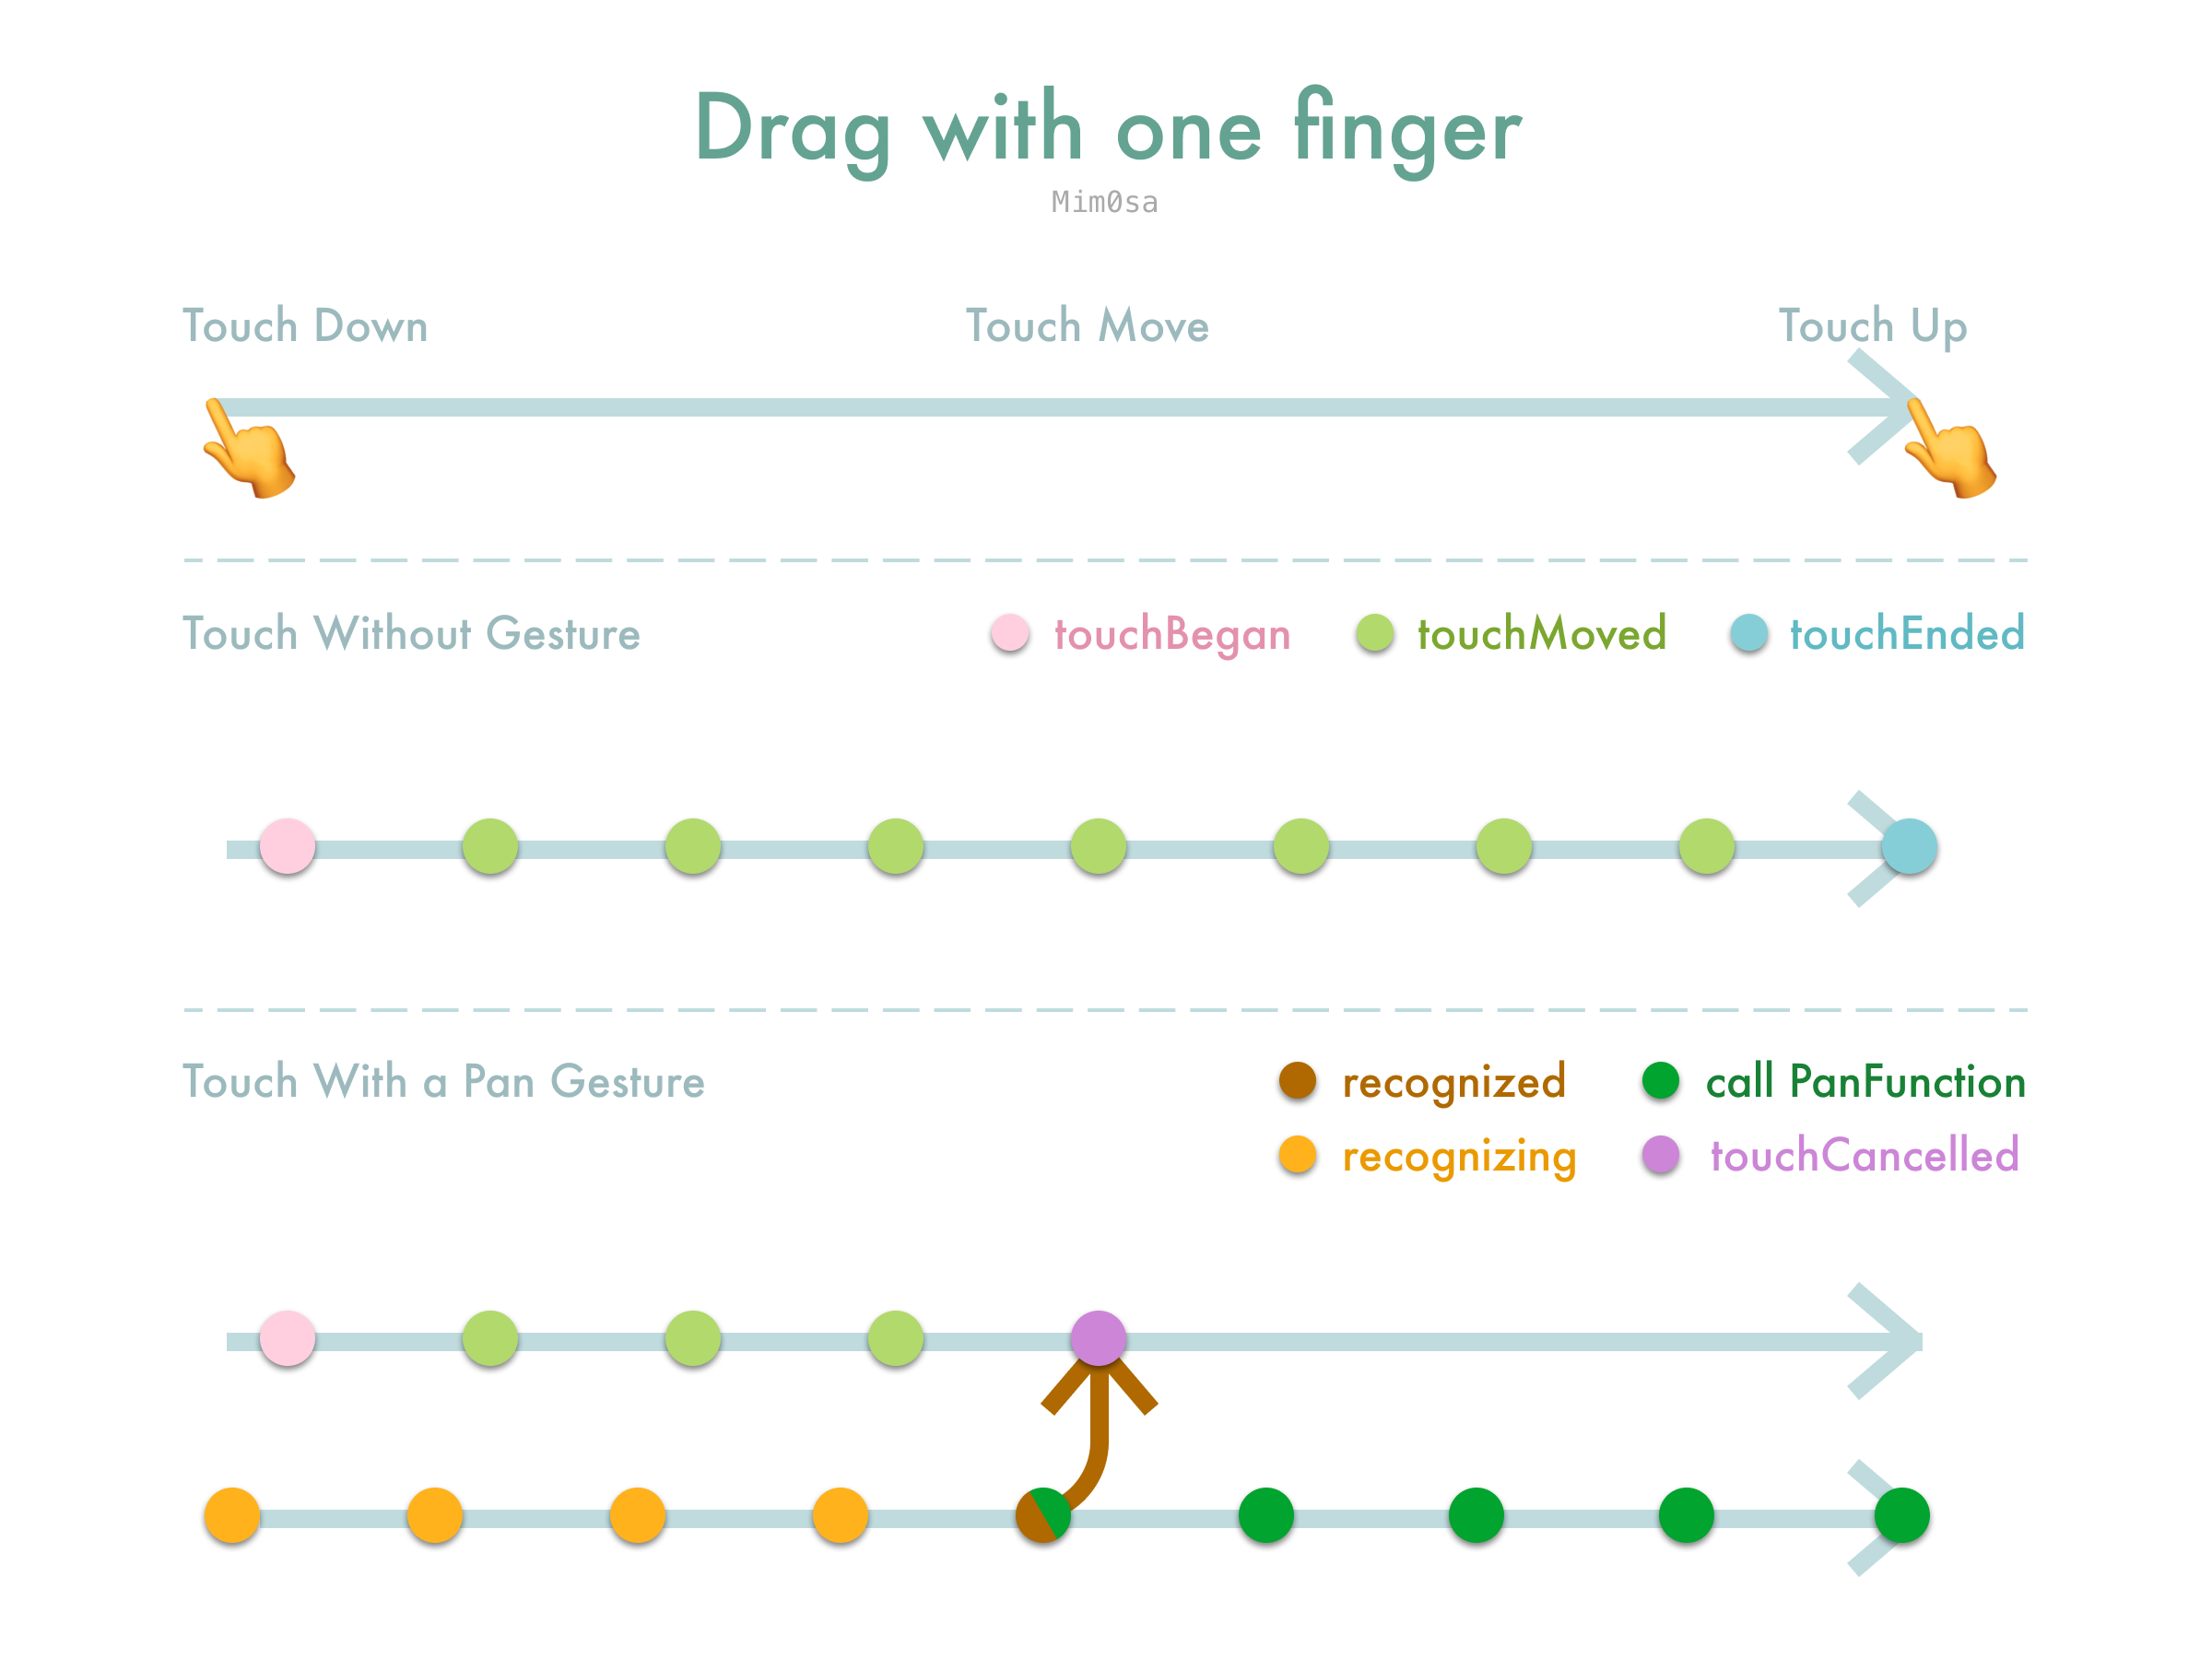 Drag with one finger
Mim0sa
Touch Down
Touch Move
Touch Up
Touch Without Gesture
touchBegan
touchMoved
touchEnded
Touch With a Pan Gesture
recognized
call PanFunction
recognizing
touchCancelled